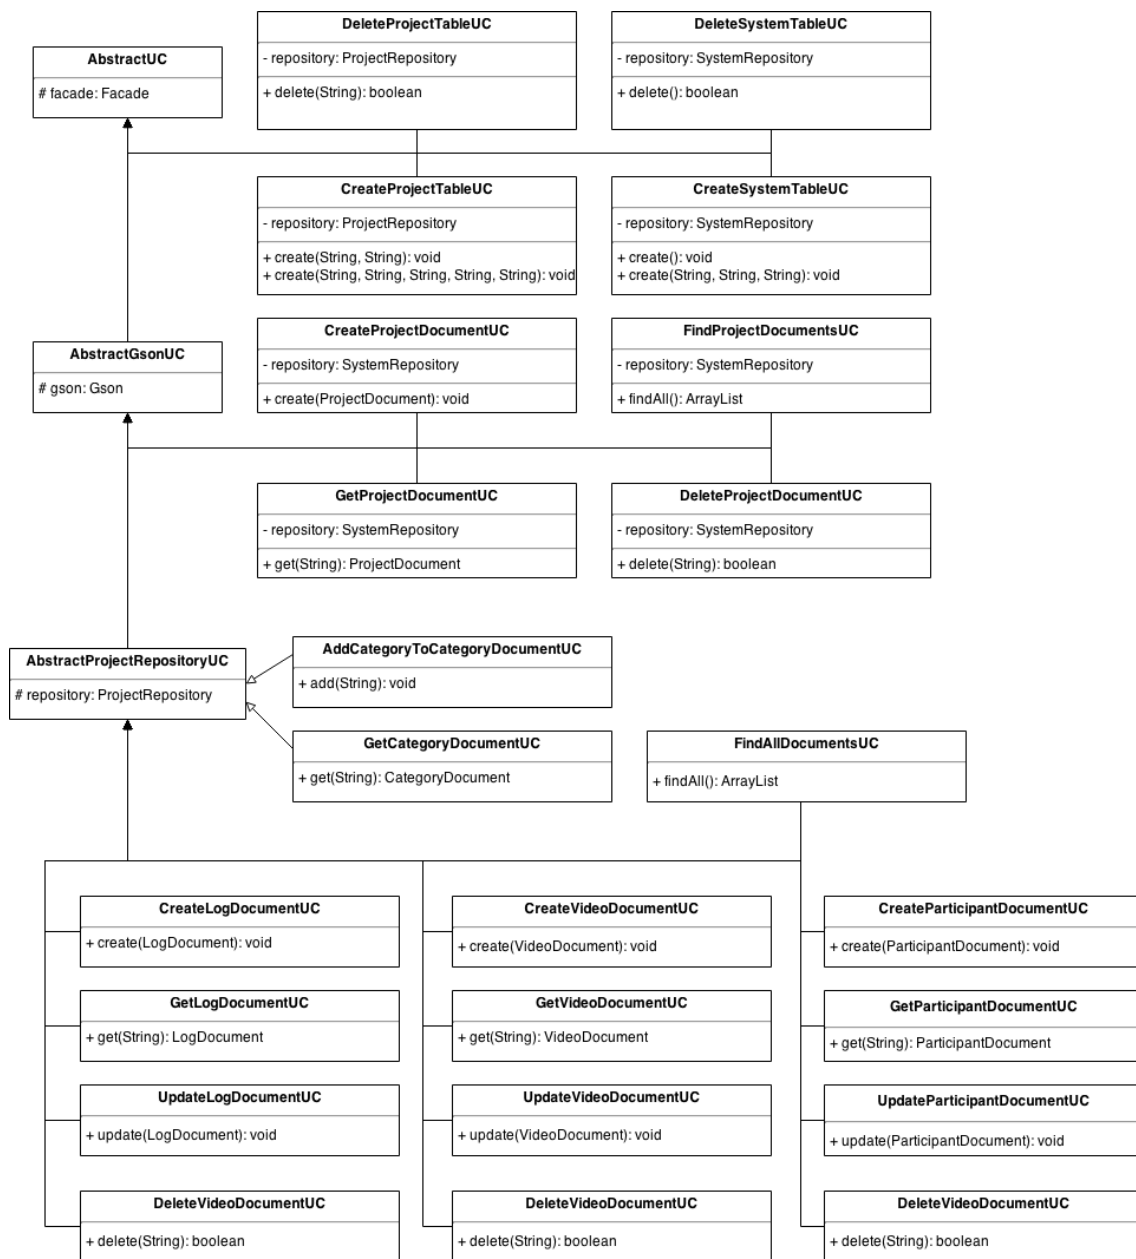 AbstractUC
# facade: Facade
DeleteProjectTableUC
- repository: ProjectRepository
+ delete(String): boolean
DeleteSystemTableUC
- repository: SystemRepository
+ delete(): boolean
CreateProjectTableUC
- repository: ProjectRepository
+ create(String, String): void
+ create(String, String, String, String, String): void
CreateSystemTableUC
- repository: SystemRepository
+ create(): void
+ create(String, String, String): void
AbstractGsonUC
# gson: Gson
CreateProjectDocumentUC
- repository: SystemRepository
+ create(ProjectDocument): void
FindProjectDocumentsUC
- repository: SystemRepository
+ findAll(): ArrayList
GetProjectDocumentUC
- repository: SystemRepository
+ get(String): ProjectDocument
DeleteProjectDocumentUC
- repository: SystemRepository
+ delete(String): boolean
AbstractProjectRepositoryUC
# repository: ProjectRepository
AddCategoryToCategoryDocumentUC
+ add(String): void
GetCategoryDocumentUC
+ get(String): CategoryDocument
FindAllDocumentsUC
+ findAll(): ArrayList
CreateLogDocumentUC
+ create(LogDocument): void
CreateVideoDocumentUC
+ create(VideoDocument): void
CreateParticipantDocumentUC
+ create(ParticipantDocument): void
GetLogDocumentUC
+ get(String): LogDocument
GetVideoDocumentUC
+ get(String): VideoDocument
GetParticipantDocumentUC
+ get(String): ParticipantDocument
UpdateLogDocumentUC
+ update(LogDocument): void
UpdateVideoDocumentUC
+ update(VideoDocument): void
UpdateParticipantDocumentUC
+ update(ParticipantDocument): void
DeleteVideoDocumentUC
+ delete(String): boolean
DeleteVideoDocumentUC
+ delete(String): boolean
DeleteVideoDocumentUC
+ delete(String): boolean